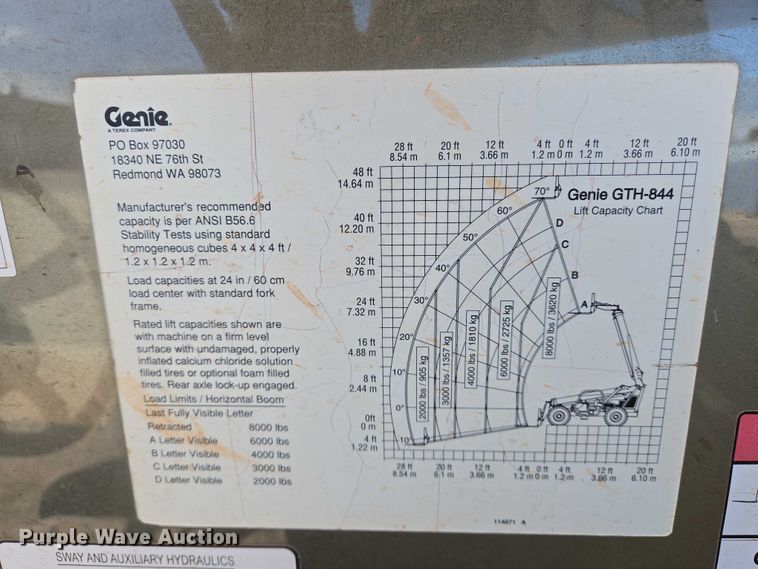 Genie.
A TEREX COMPANY
PO Box 97030
18340 NE 76th St
Redmond WA 98073
Manufacturer's recommended
capacity is per ANSI B56.6
Stability Tests using standard
homogeneous cubes 4 x 4 x 4 ft /
1.2 x 1.2 x 1.2 m.
Load capacities at 24 in / 60 cm
load center with standard fork
frame.
Rated lift capacities shown are
with machine on a firm level
surface with undamaged, properly
inflated calcium chloride solution
filled tires or optional foam filled
tires. Rear axle lock-up engaged.
Load Limits / Horizontal Boom
Last Fully Visible Letter
Retracted 8000 lbs
A Letter Visible 6000 lbs
B Letter Visible 4000 lbs
C Letter Visible 3000 lbs
D Letter Visible 2000 lbs
28 ft 20 ft 12 ft 4 ft 0 ft 4 ft 12 ft 20 ft
8.54 m 6.1 m 3.66 m 1.2 m 0 m 1.2 m 3.66 m 6.10 m
48 ft
14.64 m
40 ft
12.20 m
32 ft
9.76 m
24 ft
7.32 m
16 ft
4.88 m
8 ft
2.44 m
0ft
0 m
4 ft
1.22 m
Genie GTH-844
Lift Capacity Chart
70°
60°
50°
40°
30°
20°
10°
0°
D
C
B
A
2000 lbs / 905 kg
3000 lbs / 1357 kg
4000 lbs / 1810 kg
6000 lbs / 2725 kg
8000 lbs / 3620 kg
28 ft 20 ft 12 ft 4 ft 0 ft 4 ft 12 ft 20 ft
8.54 m 6.1 m 3.66 m 1.2 m 0 m 1.2 m 3.66 m 6.10 m
114971 A
Purple Wave Auction
SWAY AND AUXILIARY HYDRAULICS